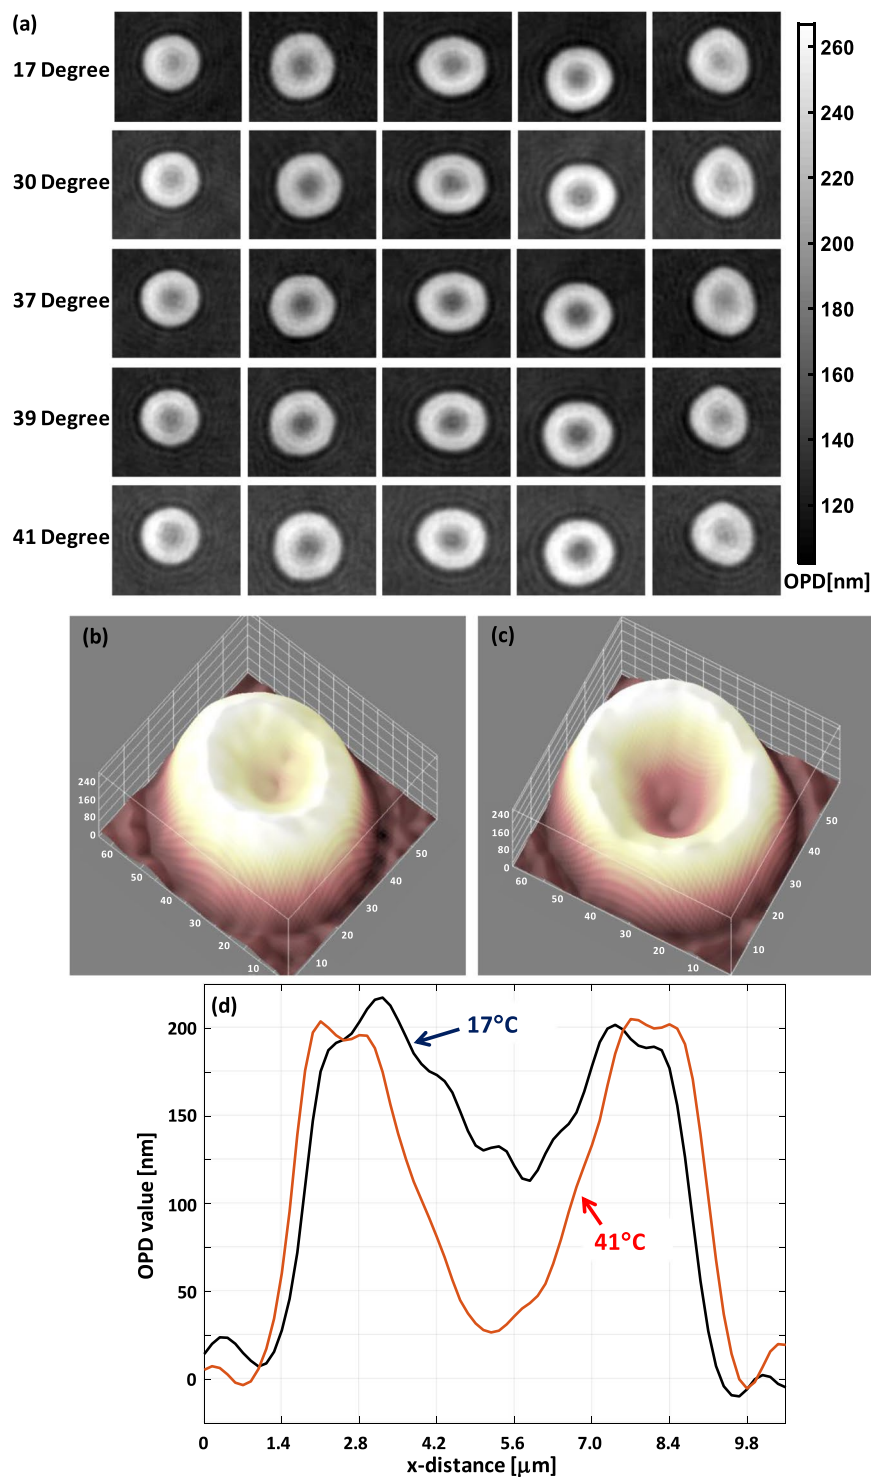 (a)
17 Degree
30 Degree
37 Degree
39 Degree
41 Degree
260
240
220
200
180
160
140
120
OPD[nm]
(b)
240
160
80
0
60
50
40
30
20
10
50
40
30
20
10
(c)
240
160
80
0
60
50
40
30
20
10
50
40
30
20
10
(d)
17°C
41°C
OPD value [nm]
200
150
100
50
0
0 1.4 2.8 4.2 5.6 7.0 8.4 9.8
x-distance [μm]